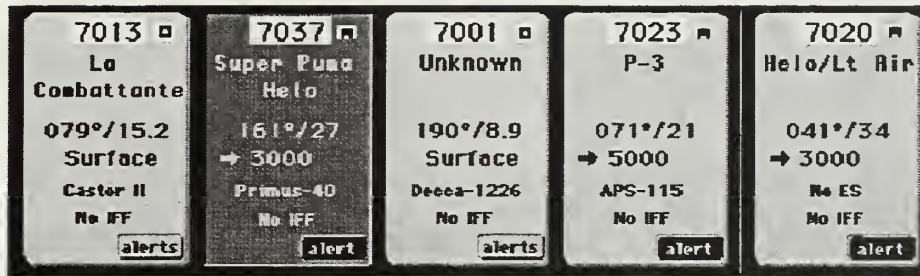 7013
La
Combattante
079°/15.2
Surface
Castor II
No IFF
alerts
7037
Super Puma
Helo
161°/27
→ 3000
Primus-40
No IFF
alert
7001
Unknown
190°/8.9
Surface
Decca-1226
No IFF
alerts
7023
P-3
071°/21
→ 5000
APS-115
No IFF
alert
7020
Helo/Lt Air
041°/34
→ 3000
No ES
No IFF
alert